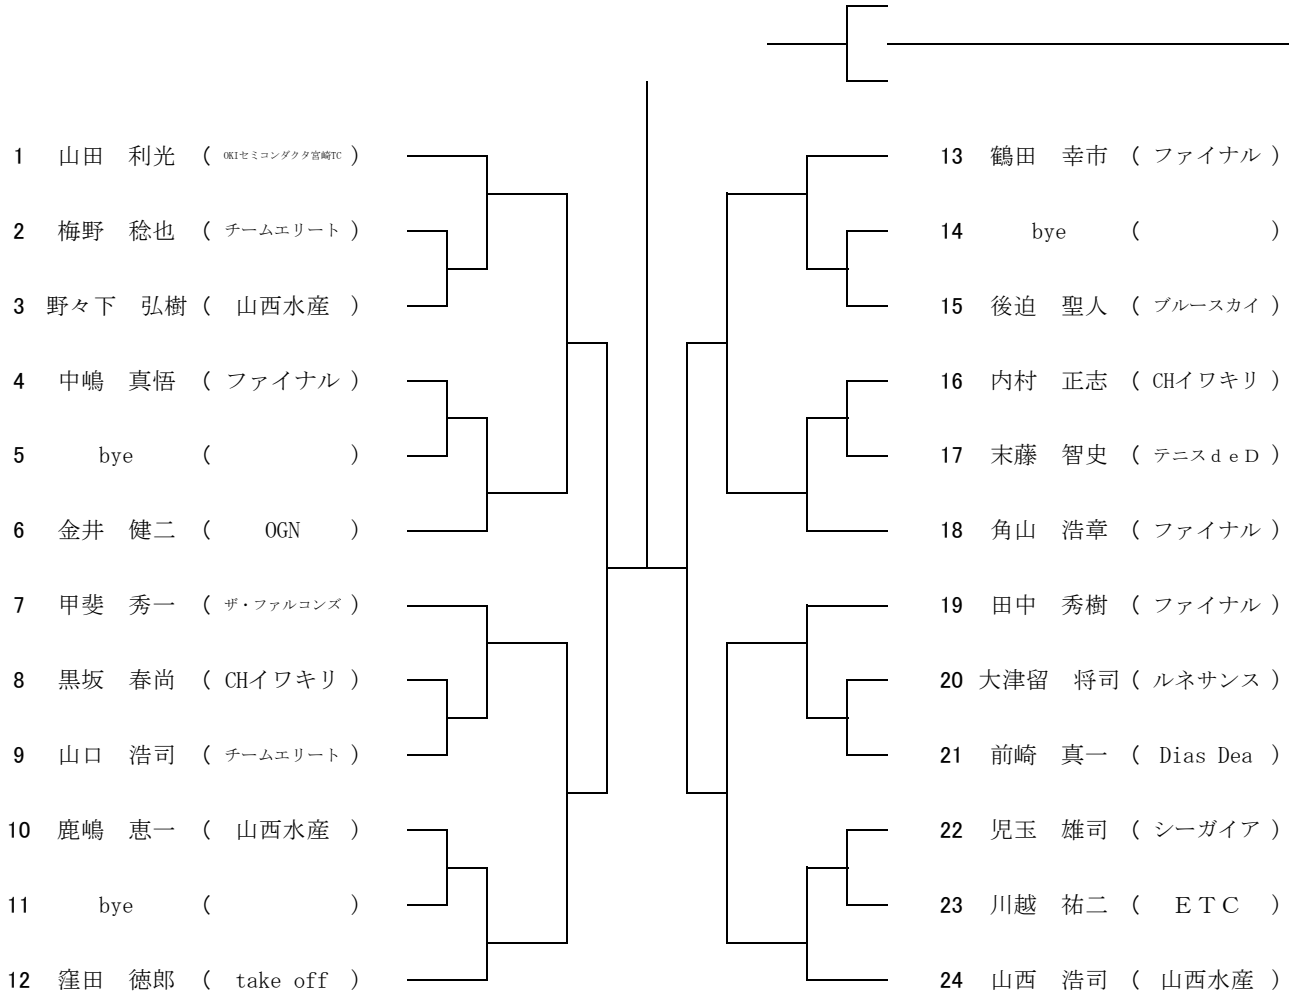 1 山田 利光 ( OKIセミコンダクタ宮崎TC )
2 梅野 稔也 ( チームエリート )
3 野々下 弘樹 ( 山西水産 )
4 中嶋 真悟 ( ファイナル )
5 bye ( )
6 金井 健二 ( OGN )
7 甲斐 秀一 ( ザ・ファルコンズ )
8 黒坂 春尚 ( CHイワキリ )
9 山口 浩司 ( チームエリート )
10 鹿嶋 恵一 ( 山西水産 )
11 bye ( )
12 窪田 徳郎 ( take off )
13 鶴田 幸市 ( ファイナル )
14 bye ( )
15 後迫 聖人 ( ブルースカイ )
16 内村 正志 ( CHイワキリ )
17 末藤 智史 ( テニスｄｅＤ )
18 角山 浩章 ( ファイナル )
19 田中 秀樹 ( ファイナル )
20 大津留 将司 ( ルネサンス )
21 前崎 真一 ( Dias Dea )
22 児玉 雄司 ( シーガイア )
23 川越 祐二 ( ＥＴＣ )
24 山西 浩司 ( 山西水産 )